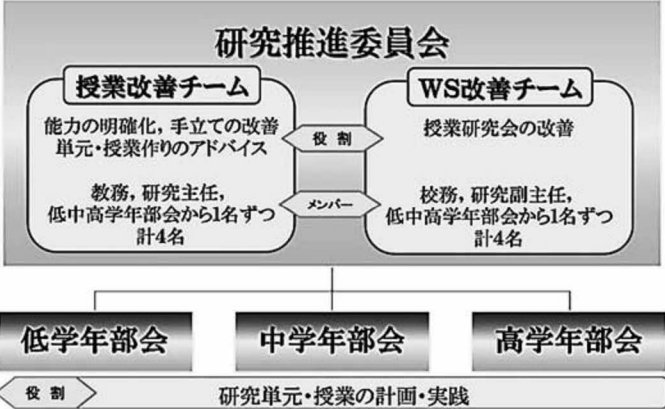 研究推進委員会
授業改善チーム
能力の明確化，手立ての改善
単元・授業作りのアドバイス
教務，研究主任，
低中高学年部会から1名ずつ
計4名
役割
メンバー
WS改善チーム
授業研究会の改善
校務，研究副主任，
低中高学年部会から1名ずつ
計4名
低学年部会
中学年部会
高学年部会
役割
研究単元・授業の計画・実践